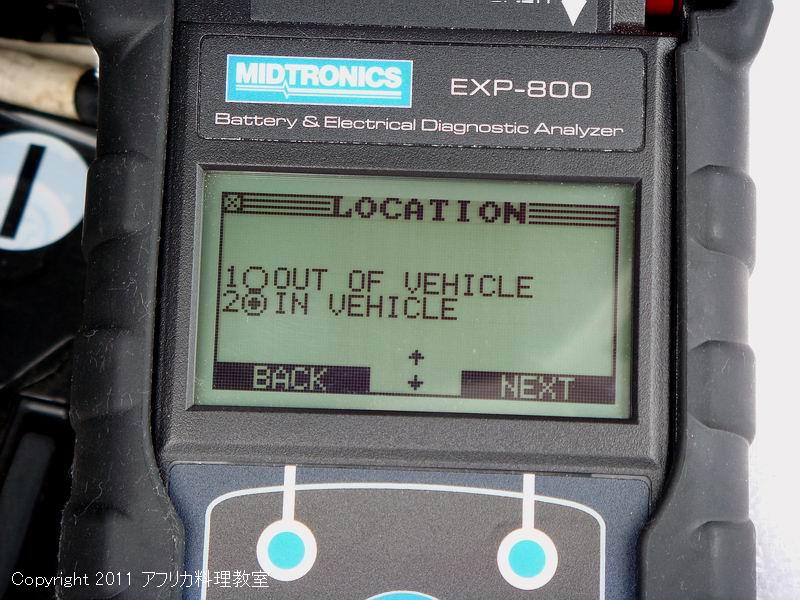 MIDTRONICS
EXP-800
Battery & Electrical Diagnostic Analyzer
LOCATION
1 OUT OF VEHICLE
2 IN VEHICLE
BACK
NEXT
Copyright 2011 アフリカ料理教室